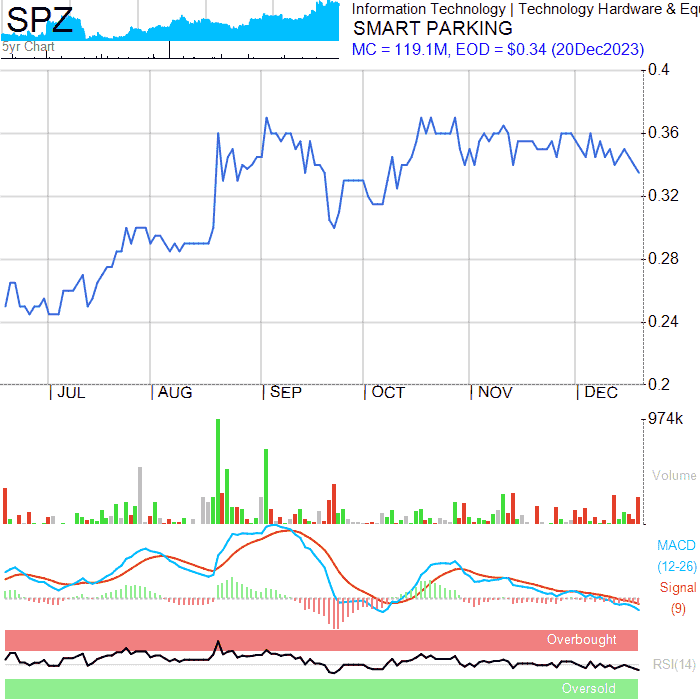 SPZ
Information Technology | Technology Hardware & Equ
SMART PARKING
MC = 119.1M, EOD = $0.34 (20Dec2023)
5yr Chart
0.4
0.36
0.32
0.28
0.24
0.2
JUL AUG SEP OCT NOV DEC
974k
Volume
MACD
(12-26)
Signal
(9)
Overbought
RSI(14)
Oversold